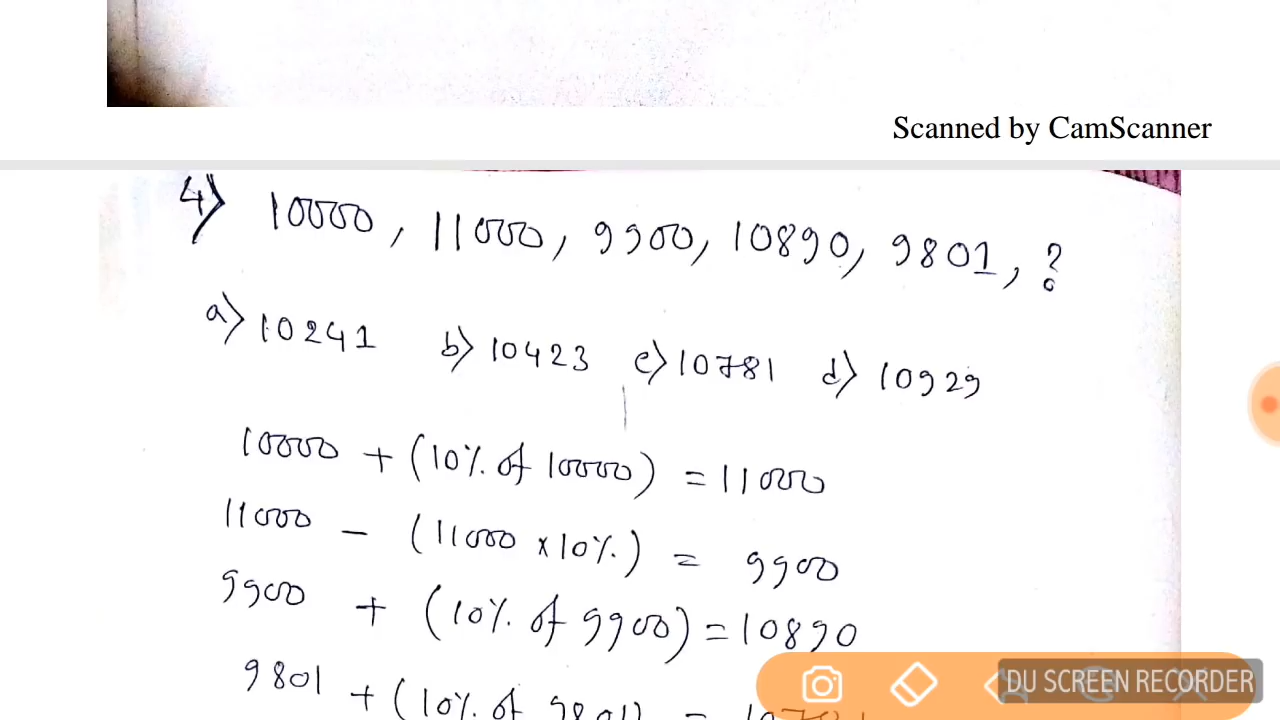 Scanned by CamScanner
4) 10000, 11000, 9900, 10890, 9801, ?
a) 10241 b) 10423 c) 10781 d) 10929
10000 + (10% of 10000) = 11000
11000 - (11000 × 10%) = 9900
9900 + (10% of 9900) = 10890
9801 + (10% of 9801) =
DU SCREEN RECORDER